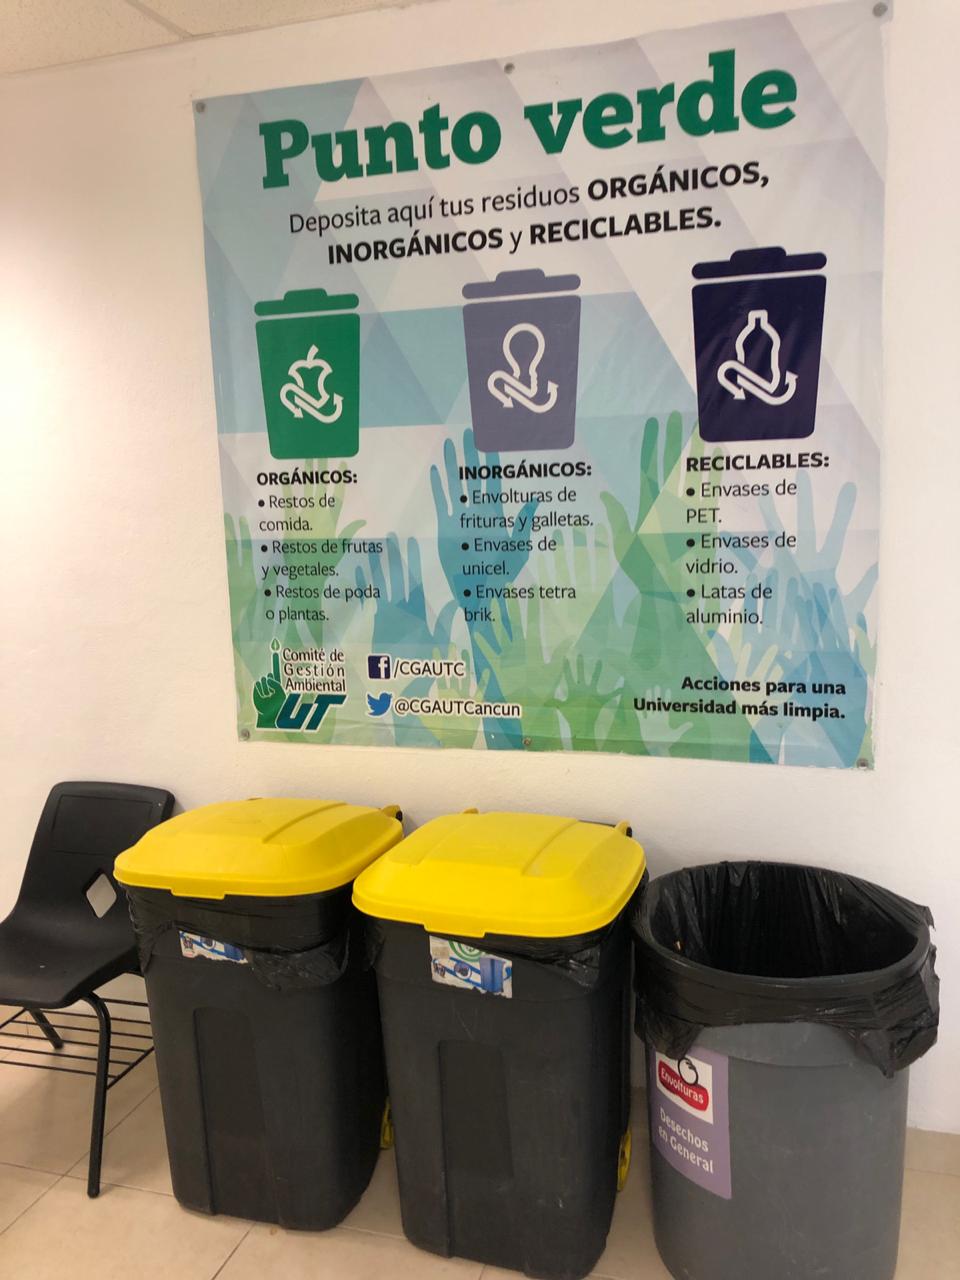 Punto verde
Deposita aquí tus residuos ORGÁNICOS,
INORGÁNICOS y RECICLABLES.
ORGÁNICOS:
• Restos de
comida.
• Restos de frutas
y vegetales.
• Restos de poda
o plantas.
INORGÁNICOS:
• Envolturas de
frituras y galletas.
• Envases de
unicel.
• Envases tetra
brik.
RECICLABLES:
• Envases de
PET.
• Envases de
vidrio.
• Latas de
aluminio.
Comité de
Gestión
Ambiental
UT
f/CGAUTC
@CGAUTCancun
Acciones para una
Universidad más limpia.
Envolturas
Desechos
en General